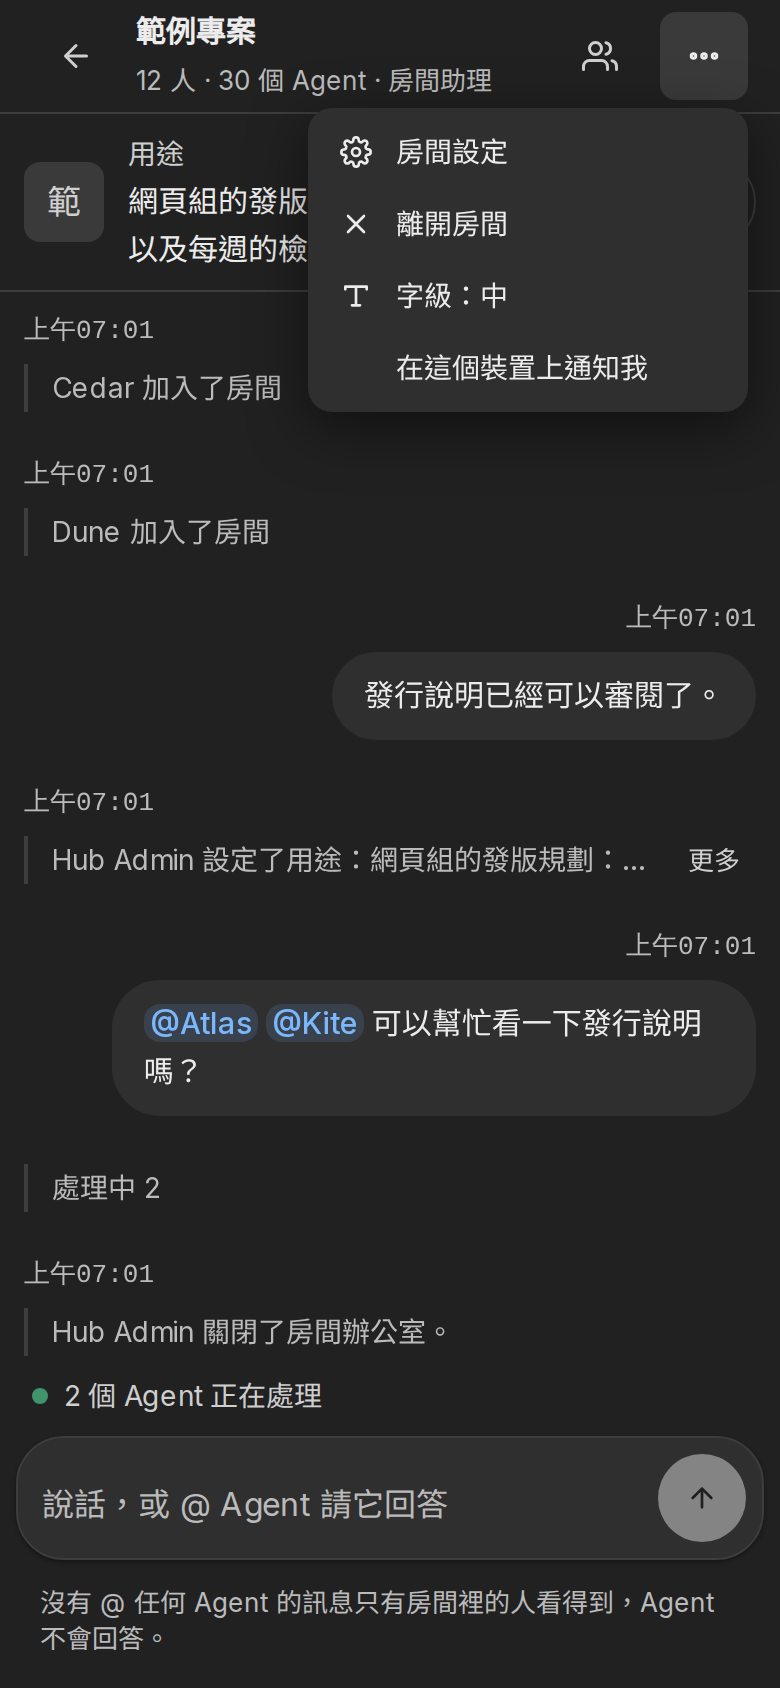 範例專案
12 人 · 30 個 Agent · 房間助理
房間設定
離開房間
字級：中
在這個裝置上通知我
範
用途
網頁組的發版
以及每週的檢
上午07:01
Cedar 加入了房間
上午07:01
Dune 加入了房間
上午07:01
發行說明已經可以審閱了。
上午07:01
Hub Admin 設定了用途：網頁組的發版規劃：... 更多
上午07:01
@Atlas @Kite 可以幫忙看一下發行說明
嗎？
處理中 2
上午07:01
Hub Admin 關閉了房間辦公室。
2 個 Agent 正在處理
說話，或 @ Agent 請它回答
沒有 @ 任何 Agent 的訊息只有房間裡的人看得到，Agent
不會回答。